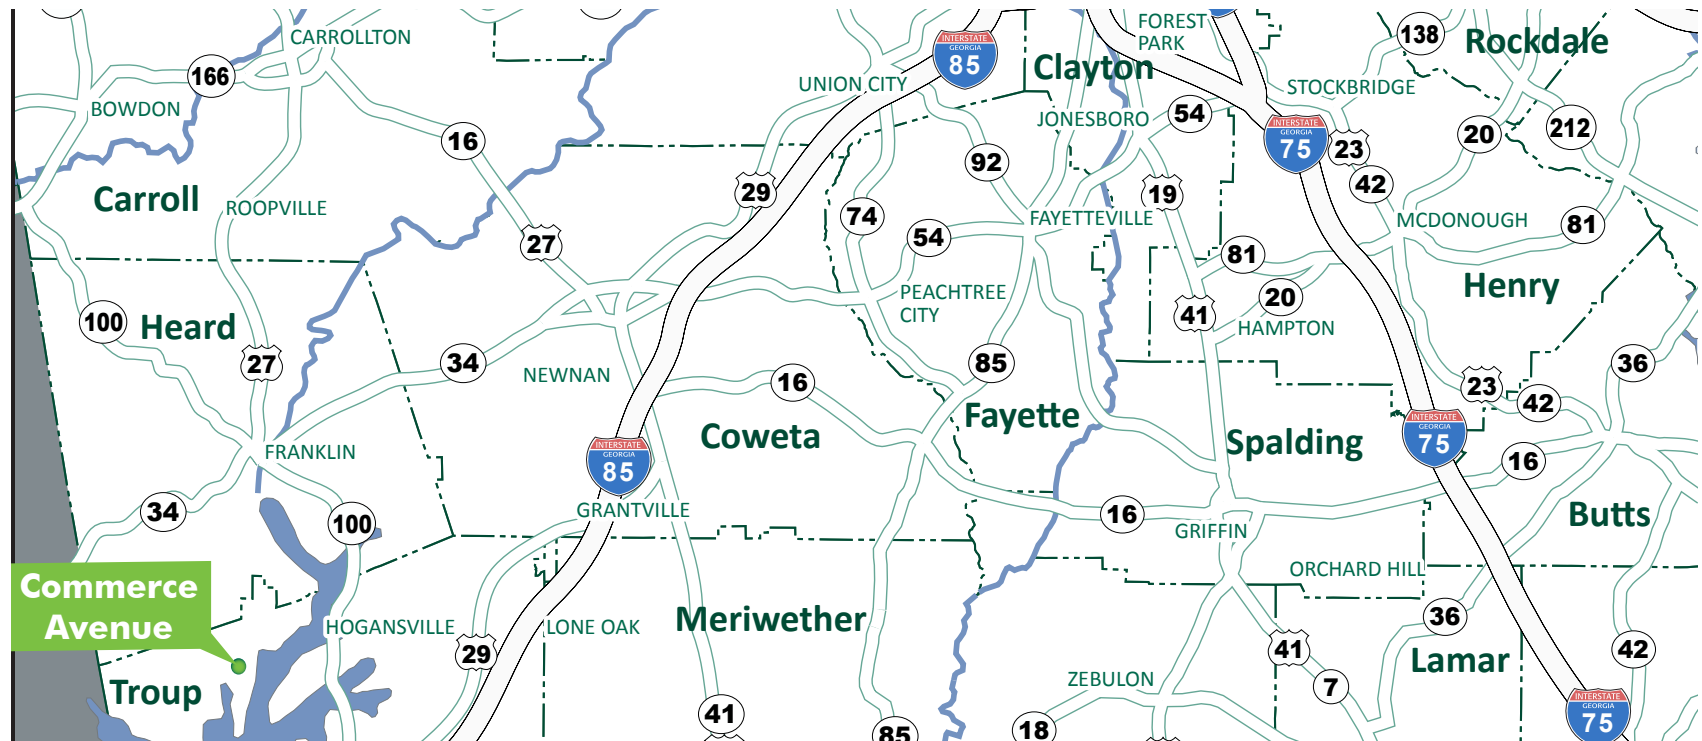 CARROLLTON
FOREST
PARK
138
Rockdale
INTERSTATE
GEORGIA
85
Clayton
166
UNION CITY
STOCKBRIDGE
BOWDON
JONESBORO
54
INTERSTATE
GEORGIA
75
20
212
16
23
92
42
29
19
Carroll
ROOPVILLE
74
FAYETTEVILLE
MCDONOUGH
81
54
27
81
PEACHTREE
CITY
20
Henry
41
100
Heard
HAMPTON
27
34
NEWNAN
16
85
36
23
42
Fayette
Coweta
Spalding
INTERSTATE
GEORGIA
75
FRANKLIN
INTERSTATE
GEORGIA
85
16
34
100
GRANTVILLE
16
GRIFFIN
Butts
ORCHARD HILL
Commerce
Avenue
HOGANSVILLE
LONE OAK
Meriwether
36
29
41
42
Lamar
Troup
ZEBULON
7
41
85
18
INTERSTATE
GEORGIA
75